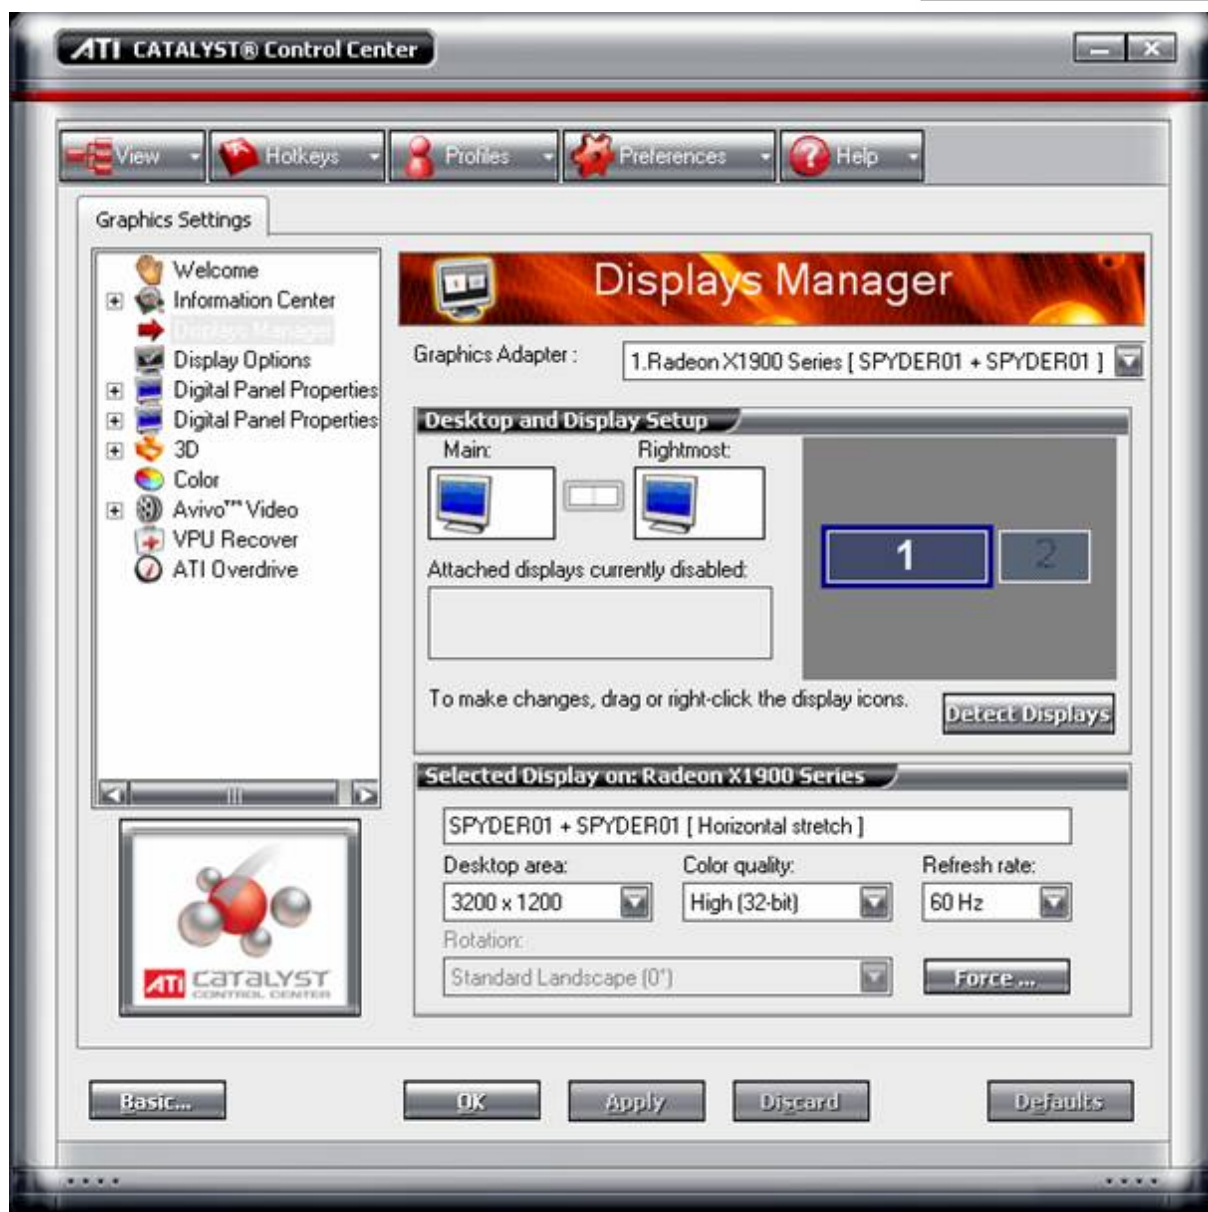 ATI CATALYST® Control Center
View
Hotkeys
Profiles
Preferences
Help
Graphics Settings
Welcome
Information Center
Displays Manager
Display Options
Digital Panel Properties
Digital Panel Properties
3D
Color
Avivo™ Video
VPU Recover
ATI Overdrive
ATI CATALYST
CONTROL CENTER
Displays Manager
Graphics Adapter :
1.Radeon X1900 Series [ SPYDER01 + SPYDER01 ]
Desktop and Display Setup
Main:
Rightmost:
1
2
Attached displays currently disabled:
To make changes, drag or right-click the display icons.
Detect Displays
Selected Display on: Radeon X1900 Series
SPYDER01 + SPYDER01 [ Horizontal stretch ]
Desktop area:
Color quality:
Refresh rate:
3200 x 1200
High (32-bit)
60 Hz
Rotation:
Standard Landscape (0°)
Force ...
Basic...
OK
Apply
Discard
Defaults